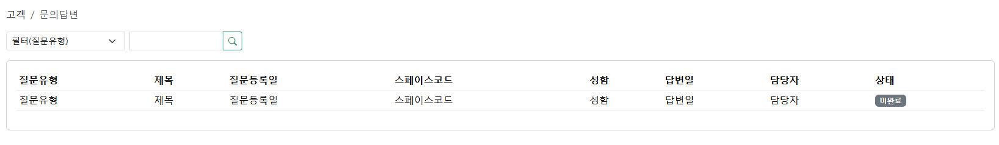 고객 / 문의답변
필터(질문유형)
질문유형 제목 질문등록일 스페이스코드 성함 답변일 담당자 상태
질문유형 제목 질문등록일 스페이스코드 성함 답변일 담당자 미완료